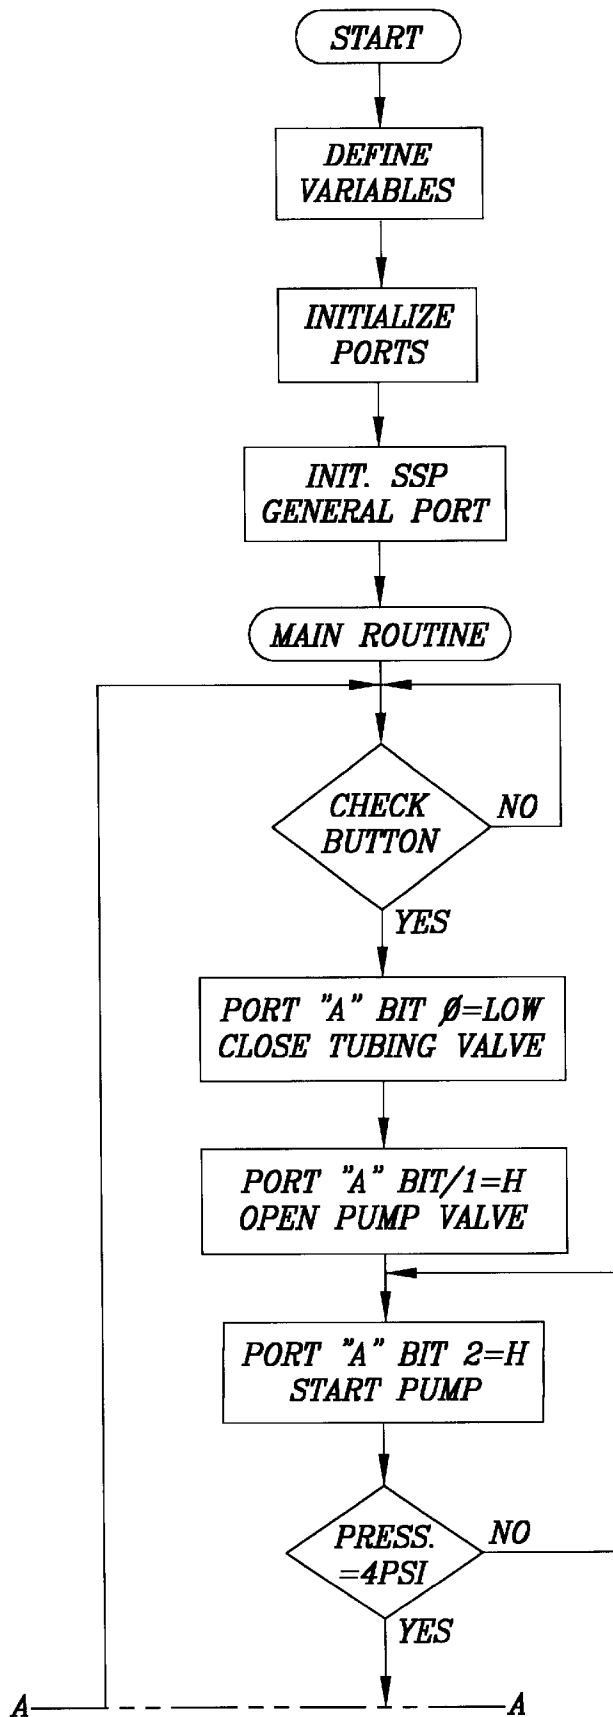 START
DEFINE
VARIABLES
INITIALIZE
PORTS
INIT. SSP
GENERAL PORT
MAIN ROUTINE
CHECK
BUTTON
NO
YES
PORT "A" BIT Ø=LOW
CLOSE TUBING VALVE
PORT "A" BIT/1=H
OPEN PUMP VALVE
PORT "A" BIT 2=H
START PUMP
PRESS.
=4PSI
NO
YES
A
A